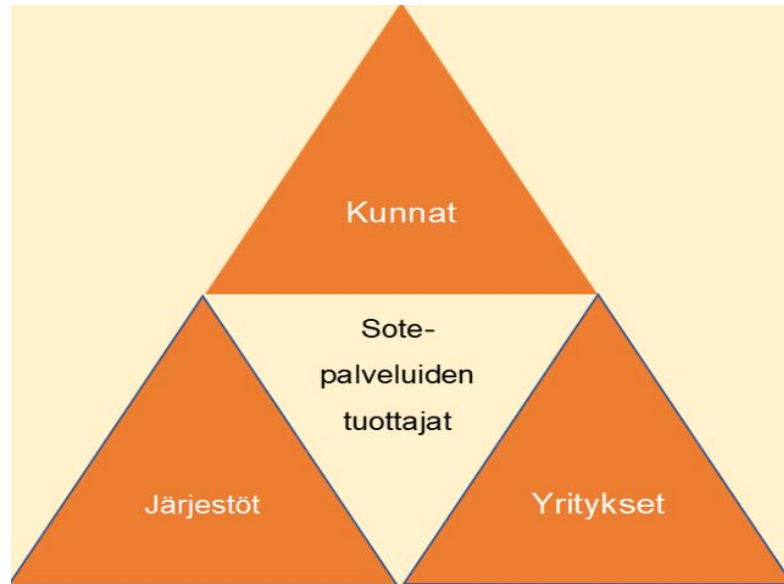 Kunnat
Sote-
palveluiden
tuottajat
Järjestöt
Yritykset